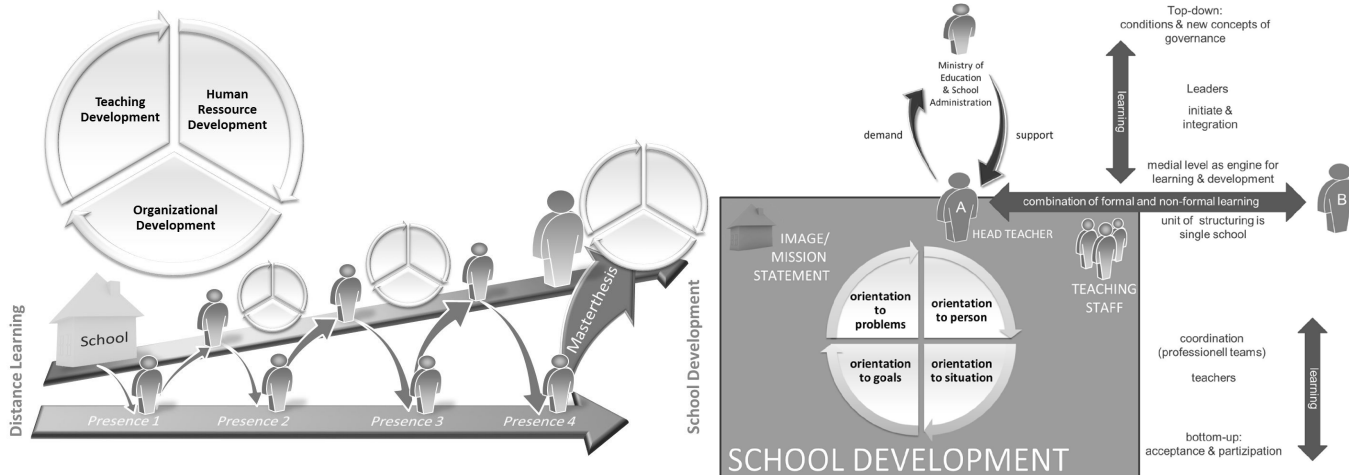 Teaching
Development
Human
Ressource
Development
Organizational
Development
School
Distance Learning
Presence 1
Presence 2
Presence 3
Presence 4
Masterthesis
School Development
Ministry of
Education
& School
Administration
demand
support
A
HEAD TEACHER
IMAGE/
MISSION
STATEMENT
TEACHING
STAFF
orientation
to
problems
orientation
to person
orientation
to goals
orientation
to situation
SCHOOL DEVELOPMENT
Top-down:
conditions & new concepts of
governance
learning
Leaders
initiate &
integration
medial level as engine for
learning & development
combination of formal and non-formal learning
B
unit of structuring is
single school
coordination
(professionell teams)
teachers
learning
bottom-up:
acceptance & partizipation